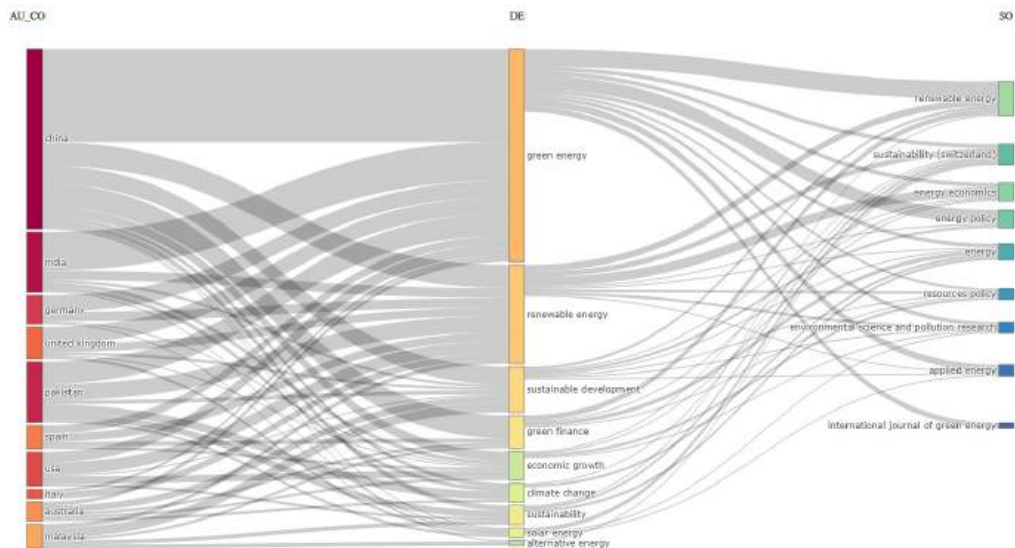 AU_CO
DE
SO
china
india
germany
united kingdom
pakistan
spain
usa
italy
australia
malaysia
green energy
renewable energy
sustainable development
green finance
economic growth
climate change
sustainability
solar energy
alternative energy
renewable energy
sustainability (switzerland)
energy economics
energy policy
energy
resources policy
environmental science and pollution research
applied energy
international journal of green energy